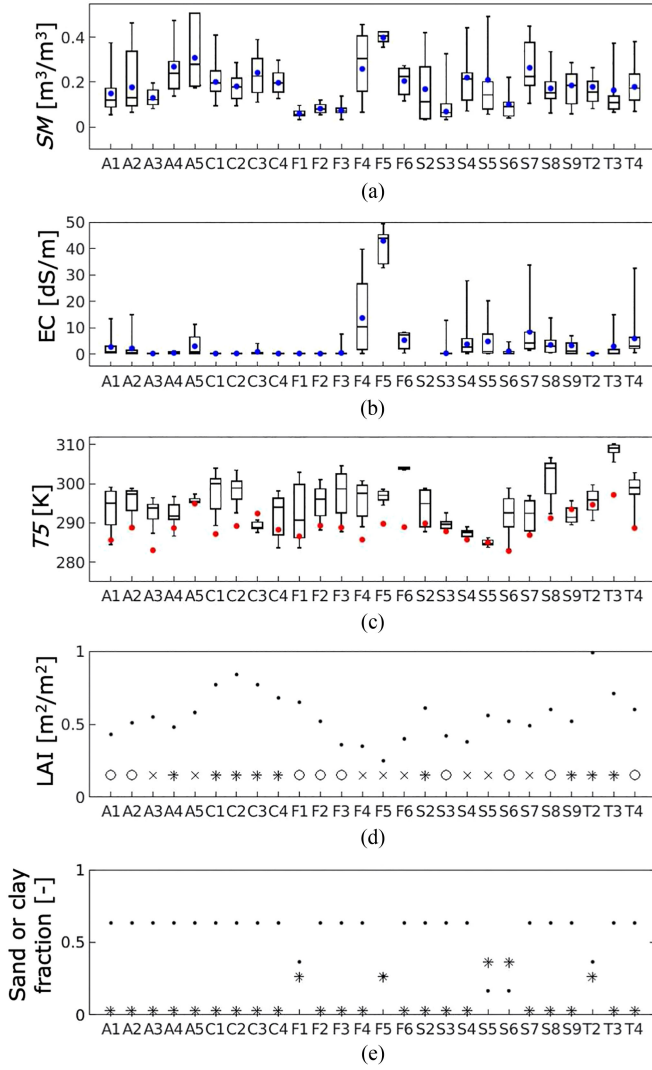 0.4
0.2
0
SM [m³/m³]
A1 A2 A3 A4 A5 C1 C2 C3 C4 F1 F2 F3 F4 F5 F6 S2 S3 S4 S5 S6 S7 S8 S9 T2 T3 T4
(a)
50
40
30
20
10
0
EC [dS/m]
A1 A2 A3 A4 A5 C1 C2 C3 C4 F1 F2 F3 F4 F5 F6 S2 S3 S4 S5 S6 S7 S8 S9 T2 T3 T4
(b)
310
300
290
280
T5 [K]
A1 A2 A3 A4 A5 C1 C2 C3 C4 F1 F2 F3 F4 F5 F6 S2 S3 S4 S5 S6 S7 S8 S9 T2 T3 T4
(c)
1
0.5
0
LAI [m²/m²]
A1 A2 A3 A4 A5 C1 C2 C3 C4 F1 F2 F3 F4 F5 F6 S2 S3 S4 S5 S6 S7 S8 S9 T2 T3 T4
(d)
1
0.5
0
Sand or clay
fraction [-]
A1 A2 A3 A4 A5 C1 C2 C3 C4 F1 F2 F3 F4 F5 F6 S2 S3 S4 S5 S6 S7 S8 S9 T2 T3 T4
(e)